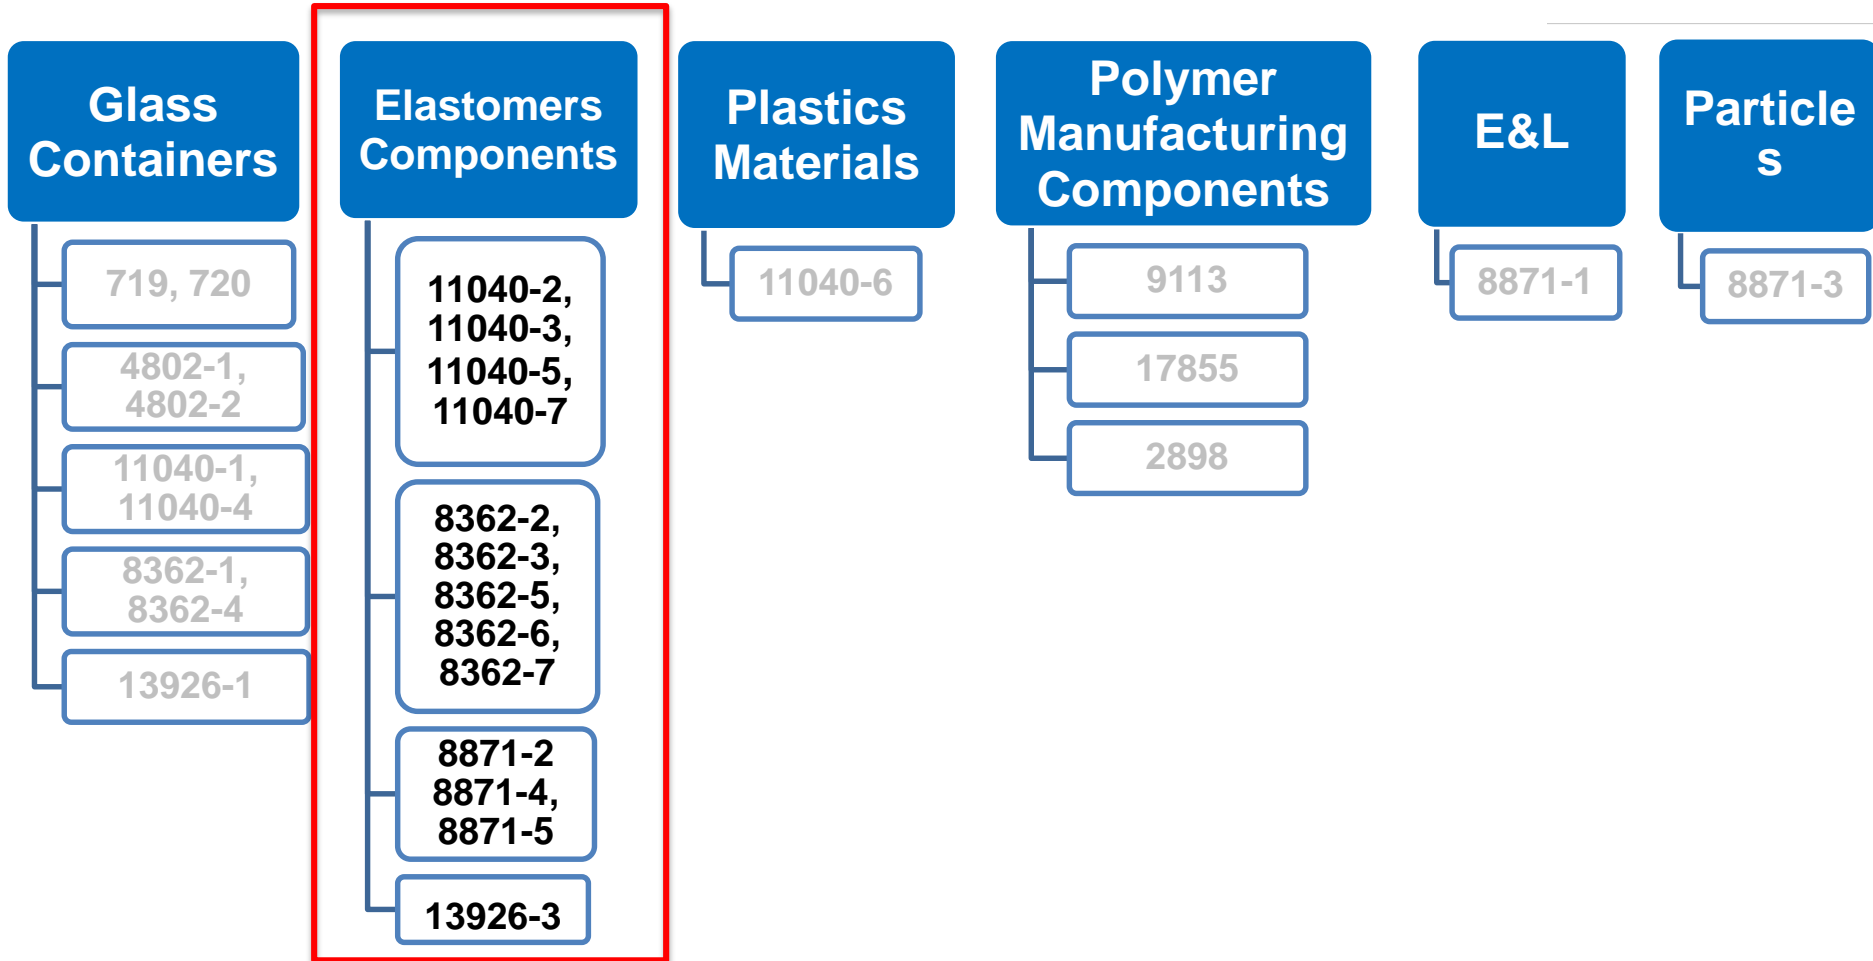 Glass
Containers
719, 720
4802-1,
4802-2
11040-1,
11040-4
8362-1,
8362-4
13926-1
Elastomers
Components
11040-2,
11040-3,
11040-5,
11040-7
8362-2,
8362-3,
8362-5,
8362-6,
8362-7
8871-2
8871-4,
8871-5
13926-3
Plastics
Materials
11040-6
Polymer
Manufacturing
Components
9113
17855
2898
E&L
8871-1
Particle
s
8871-3